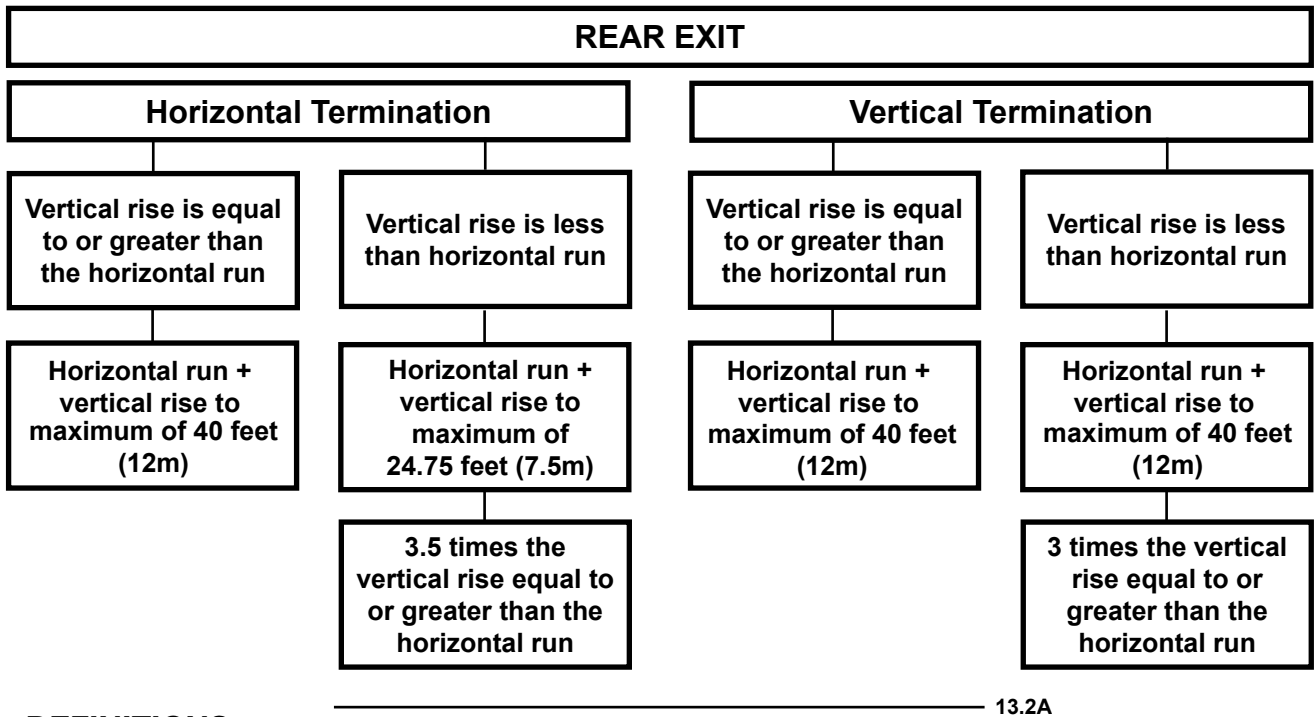 REAR EXIT
Horizontal Termination
Vertical Termination
Vertical rise is equal
to or greater than
the horizontal run
Vertical rise is less
than horizontal run
Vertical rise is equal
to or greater than
the horizontal run
Vertical rise is less
than horizontal run
Horizontal run +
vertical rise to
maximum of 40 feet
(12m)
Horizontal run +
vertical rise to
maximum of
24.75 feet (7.5m)
Horizontal run +
vertical rise to
maximum of 40 feet
(12m)
Horizontal run +
vertical rise to
maximum of 40 feet
(12m)
3.5 times the
vertical rise equal to
or greater than the
horizontal run
3 times the vertical
rise equal to or
greater than the
horizontal run
13.2A